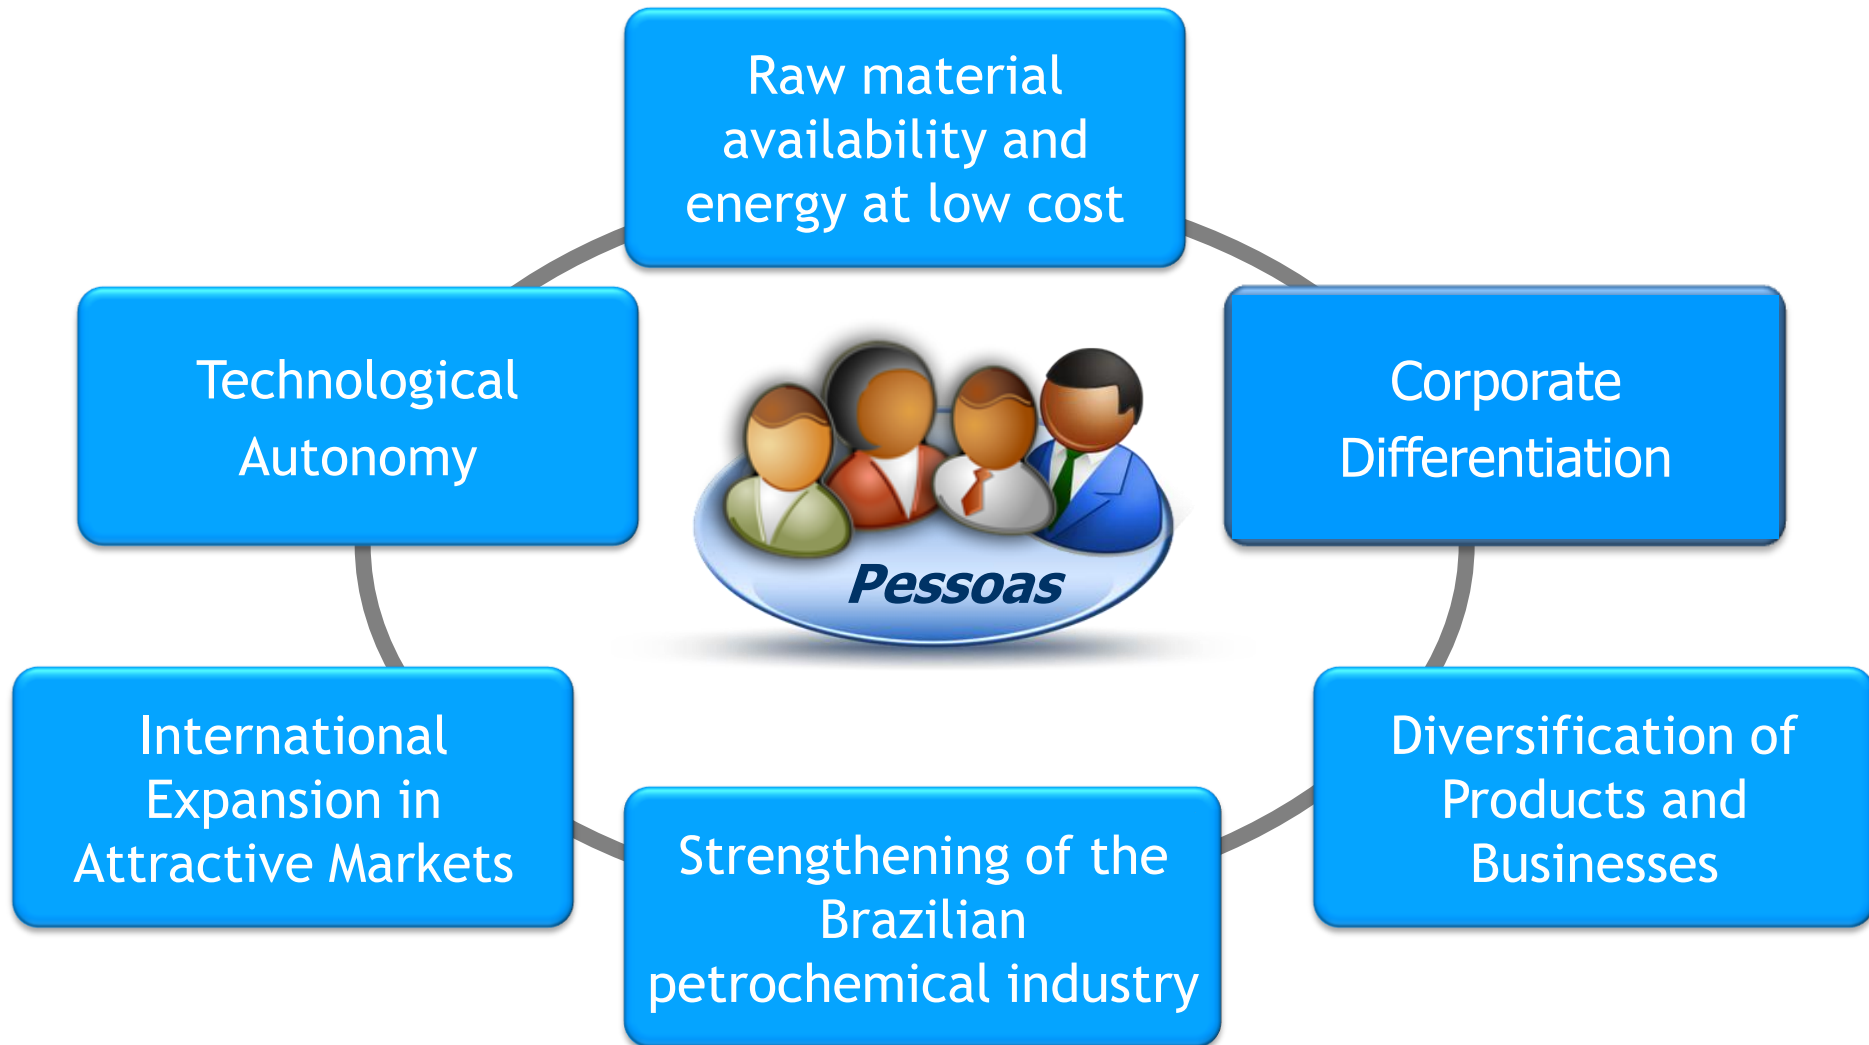 Raw material
availability and
energy at low cost
Technological
Autonomy
Corporate
Differentiation
Pessoas
International
Expansion in
Attractive Markets
Strengthening of the
Brazilian
petrochemical industry
Diversification of
Products and
Businesses